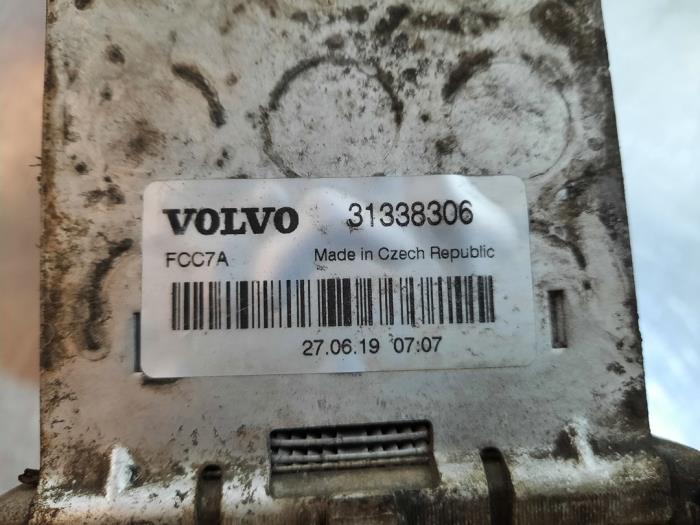 VOLVO 31338306
FCC7A Made in Czech Republic
27.06.19 07:07